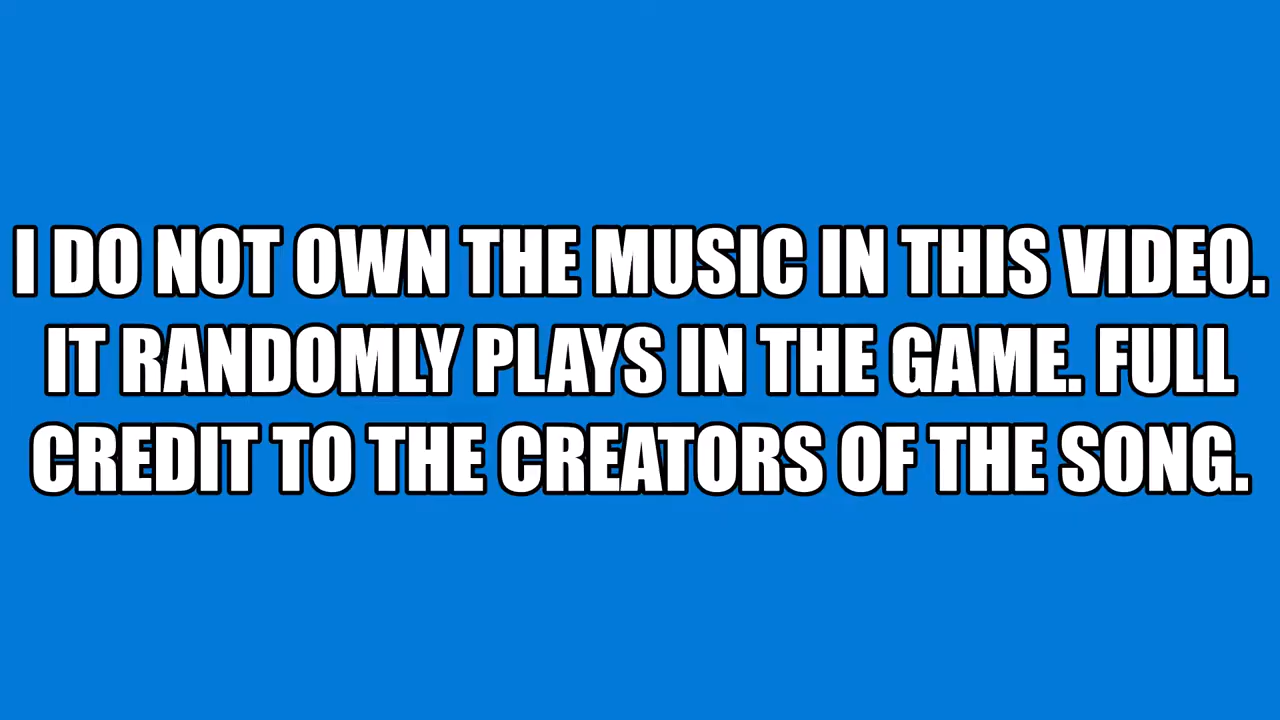 I DO NOT OWN THE MUSIC IN THIS VIDEO.
IT RANDOMLY PLAYS IN THE GAME. FULL
CREDIT TO THE CREATORS OF THE SONG.